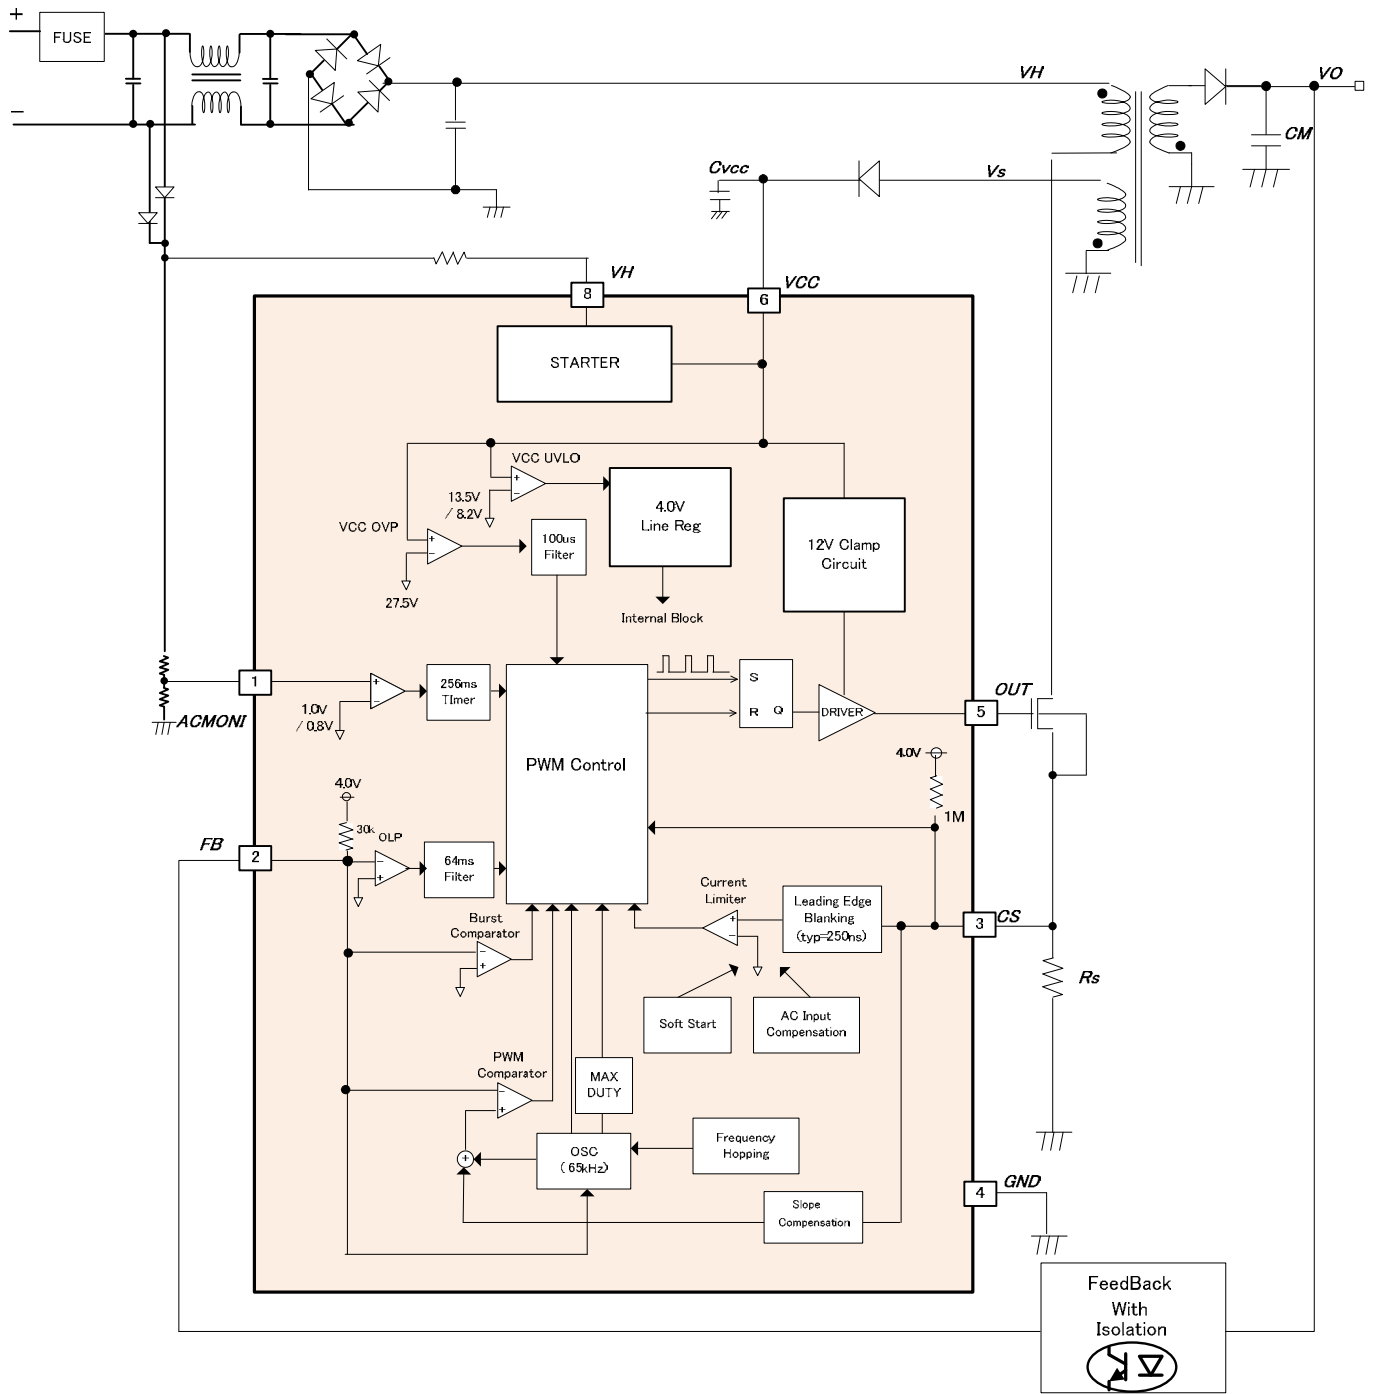 +
FUSE
−
VH
VO
CM
Cvcc
Vs
VH
VCC
8
6
STARTER
VCC UVLO
+
−
13.5V
/ 8.2V
4.0V
Line Reg
VCC OVP
+
−
27.5V
100us
Filter
12V Clamp
Circuit
Internal Block
1
ACMONI
+
−
1.0V
/ 0.8V
256ms
TImer
PWM Control
S
R Q
DRIVER
5
OUT
4.0V
1M
4.0V
30k
FB
2
OLP
−
+
64ms
Filter
Burst
Comparator
−
+
Current
Limiter
+
−
Leading Edge
Blanking
(typ=250ns)
3
CS
Rs
Soft Start
AC Input
Compensation
PWM
Comparator
−
+
MAX
DUTY
+
OSC
( 65kHz)
Frequency
Hopping
Slope
Compensation
4
GND
FeedBack
With
Isolation